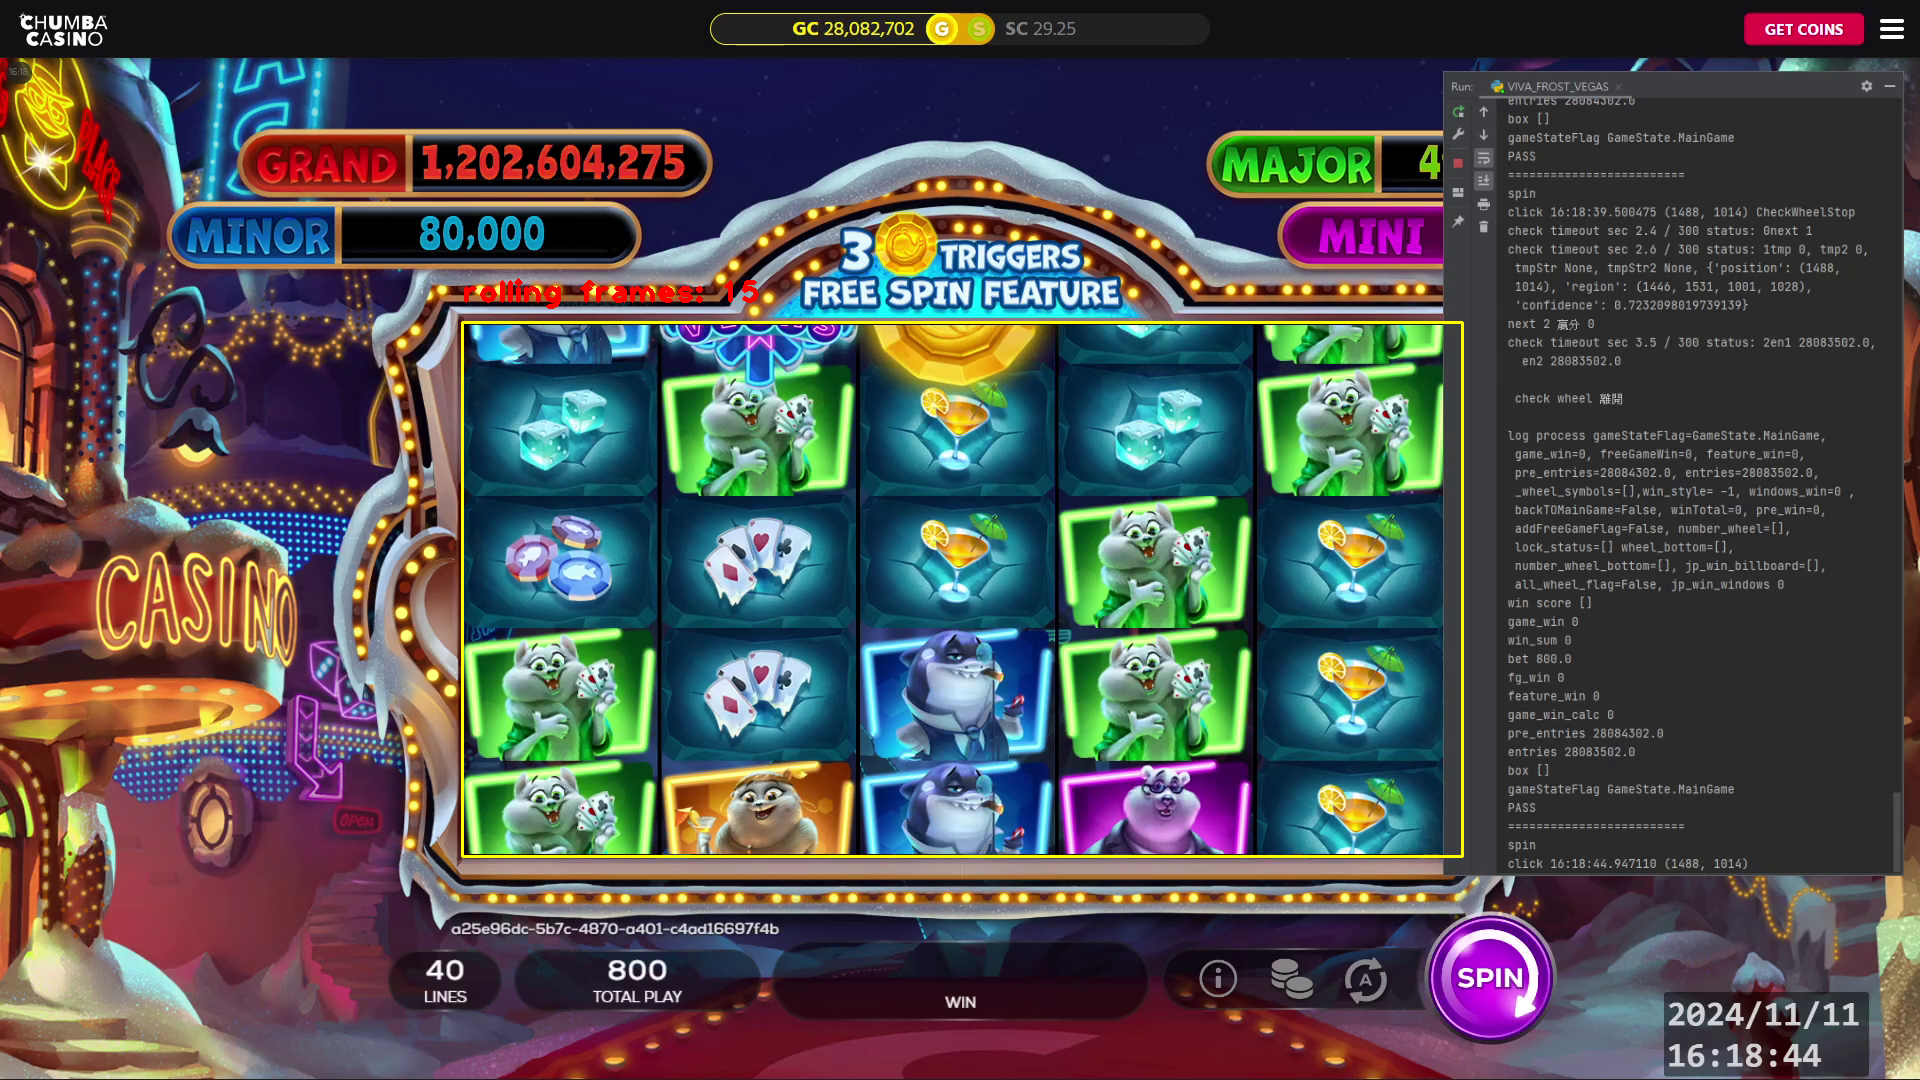 CHUMBA
CASINO
GC 28,082,702
G
S
SC 29.25
GET COINS
16:18
PLACE
GRAND
1,202,604,275
MAJOR
4
MINOR
80,000
MINI
3 TRIGGERS
FREE SPIN FEATURE
rolling frames: 15
CASINO
OPEN
a25e96dc-5b7c-4870-a401-c4ad16697f4b
40
LINES
800
TOTAL PLAY
WIN
A
SPIN
2024/11/11
16:18:44
Run:
VIVA_FROST_VEGAS
entries 28084302.0
box []
gameStateFlag GameState.MainGame
PASS
=========================
spin
click 16:18:39.500475 (1488, 1014) CheckWheelStop
check timeout sec 2.4 / 300 status: 0next 1
check timeout sec 2.6 / 300 status: 1tmp 0, tmp2 0,
tmpStr None, tmpStr2 None, {'position': (1488,
1014), 'region': (1446, 1531, 1001, 1028),
'confidence': 0.7232098019739139}
next 2 贏分 0
check timeout sec 3.5 / 300 status: 2en1 28083502.0,
en2 28083502.0
check wheel 離開
log process gameStateFlag=GameState.MainGame,
game_win=0, freeGameWin=0, feature_win=0,
pre_entries=28084302.0, entries=28083502.0,
_wheel_symbols=[],win_style= -1, windows_win=0 ,
backTOMainGame=False, winTotal=0, pre_win=0,
addFreeGameFlag=False, number_wheel=[],
lock_status=[] wheel_bottom=[],
number_wheel_bottom=[], jp_win_billboard=[],
all_wheel_flag=False, jp_win_windows 0
win score []
game_win 0
win_sum 0
bet 800.0
fg_win 0
feature_win 0
game_win_calc 0
pre_entries 28084302.0
entries 28083502.0
box []
gameStateFlag GameState.MainGame
PASS
=========================
spin
click 16:18:44.947110 (1488, 1014)